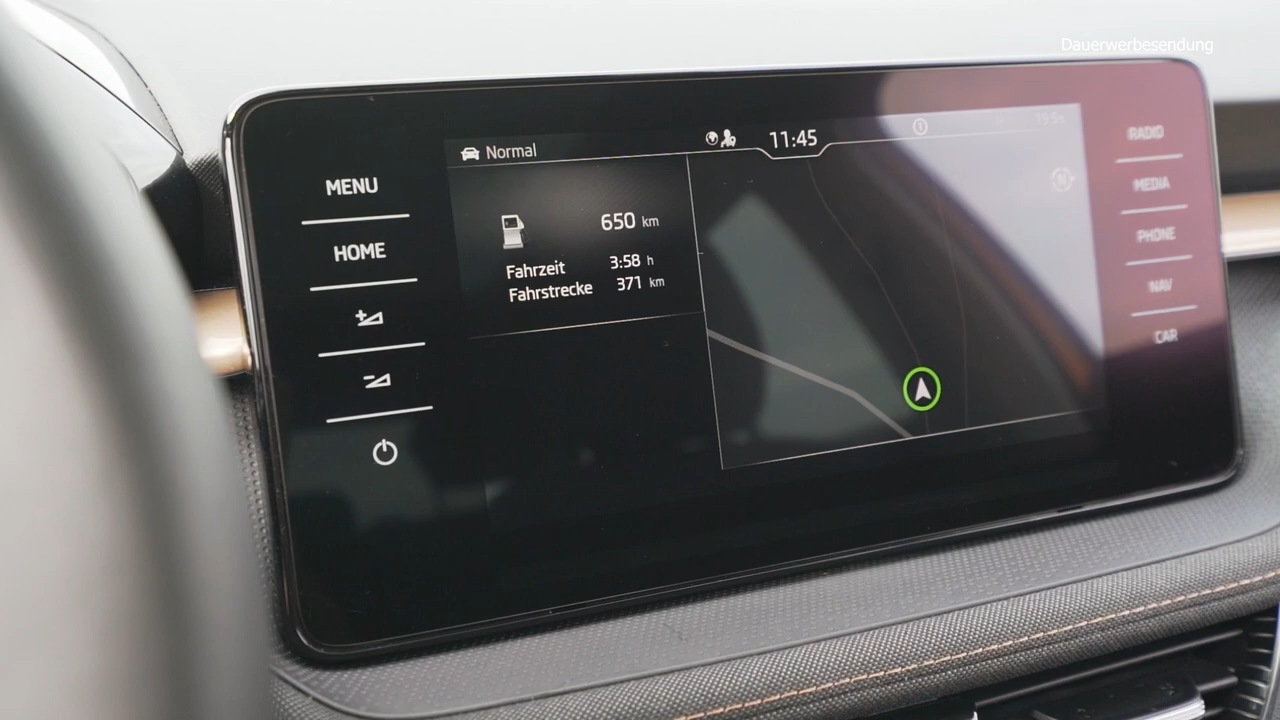 Dauerwerbesendung
Normal
11:45
MENU
HOME
650 km
Fahrzeit 3:58 h
Fahrstrecke 371 km
RADIO
MEDIA
PHONE
NAV
CAR